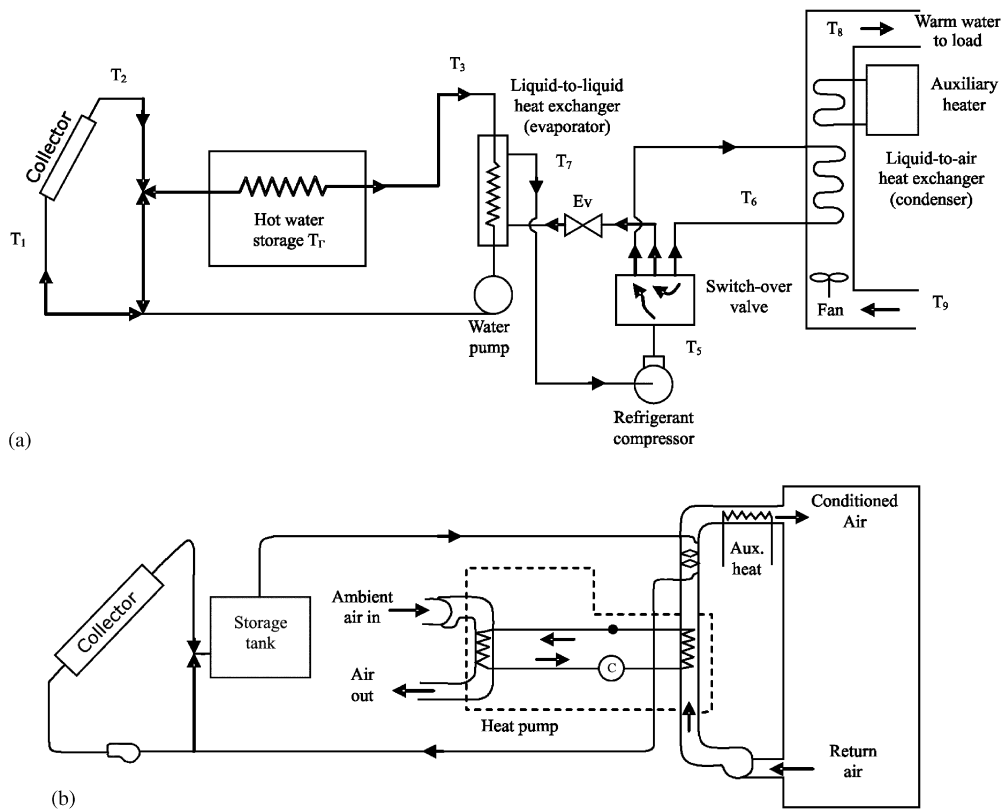 T8
Warm water
to load
T2
T3
Liquid-to-liquid
heat exchanger
(evaporator)
Auxiliary
heater
Collector
T7
Liquid-to-air
heat exchanger
(condenser)
Ev
T6
Hot water
storage TΓ
T1
Switch-over
valve
Fan
T9
Water
pump
T5
Refrigerant
compressor
(a)
Conditioned
Air
Aux.
heat
Collector
Ambient
air in
Storage
tank
C
Air
out
Heat pump
Return
air
(b)